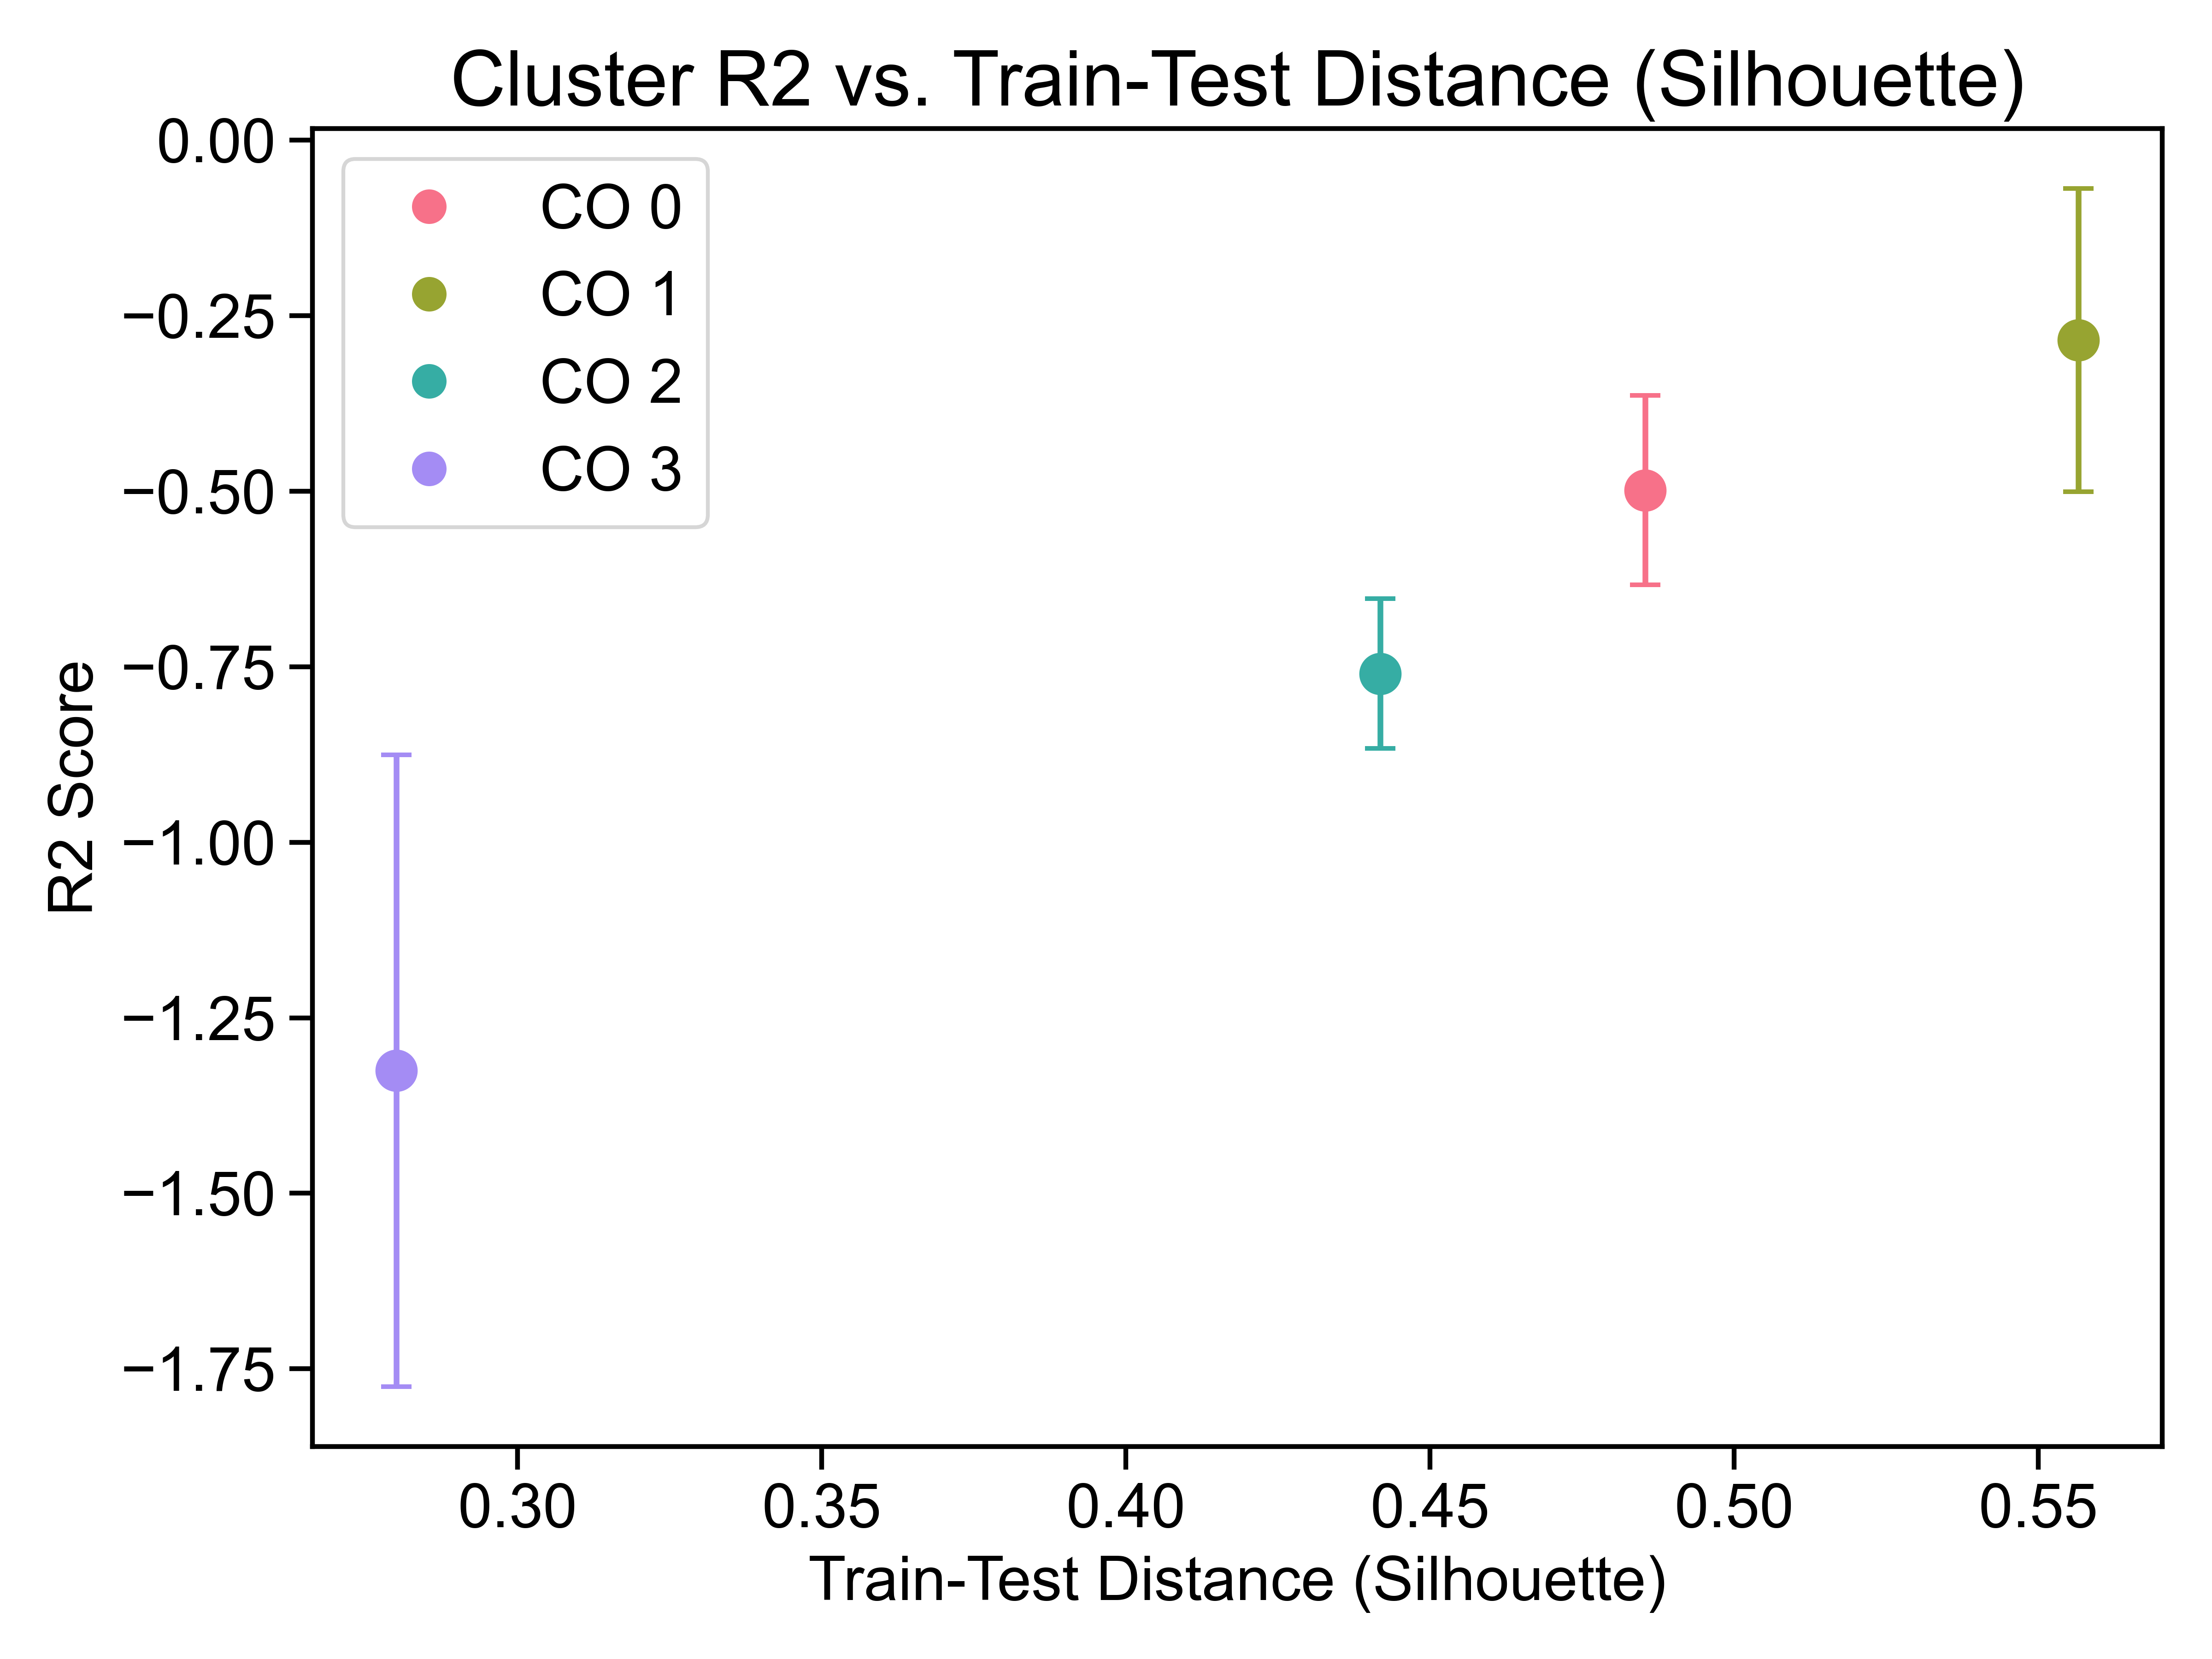 Cluster R2 vs. Train-Test Distance (Silhouette)
0.00
−0.25
−0.50
−0.75
−1.00
−1.25
−1.50
−1.75
R2 Score
CO 0
CO 1
CO 2
CO 3
0.30 0.35 0.40 0.45 0.50 0.55
Train-Test Distance (Silhouette)